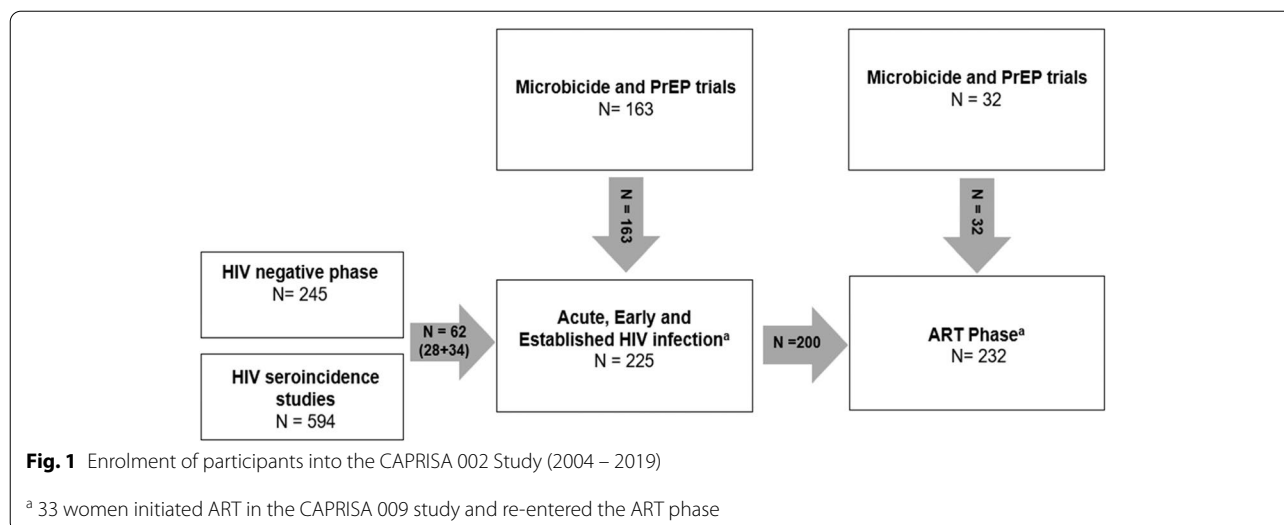 Microbicide and PrEP trials
N= 163
Microbicide and PrEP trials
N = 32
N = 163
N = 32
HIV negative phase
N= 245
HIV seroincidence
studies
N = 594
N = 62
(28+34)
Acute, Early and
Established HIV infectionᵃ
N = 225
N =200
ART Phaseᵃ
N= 232
Fig. 1 Enrolment of participants into the CAPRISA 002 Study (2004 – 2019)
ᵃ 33 women initiated ART in the CAPRISA 009 study and re-entered the ART phase